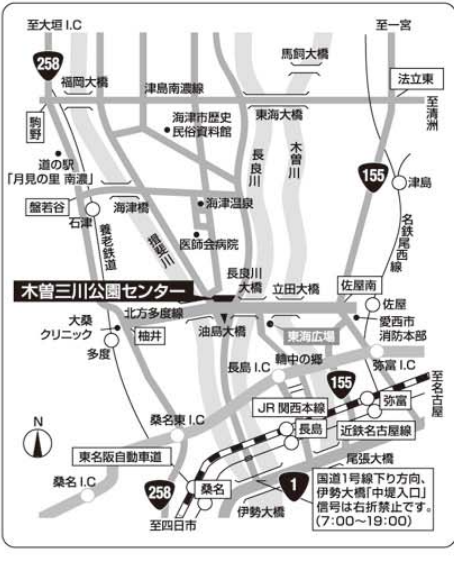 至大垣 I.C
至一宮
258
馬飼大橋
福岡大橋
法立東
津島南濃線
至清洲
駒野
海津市歴史
民俗資料館
東海大橋
道の駅
「月見の里 南濃」
長良川
木曽川
155
津島
盤若谷
海津温泉
石津
海津橋
揖斐川
名鉄尾西線
養老鉄道
医師会病院
長良川
大橋
立田大橋
佐屋南
木曽三川公園センター
北方多度線
佐屋
大桑
クリニック
油島大橋
東海広場
愛西市
消防本部
柚井
多度
輪中の郷
長島 I.C
弥富 I.C
155
至名古屋
桑名東 I.C
JR 関西本線
弥富
長島
近鉄名古屋線
N
東名阪自動車道
尾張大橋
桑名 I.C
258
桑名
1
国道1号線下り方向、
伊勢大橋「中堤入口」
信号は右折禁止です。
(7:00〜19:00)
伊勢大橋
至四日市